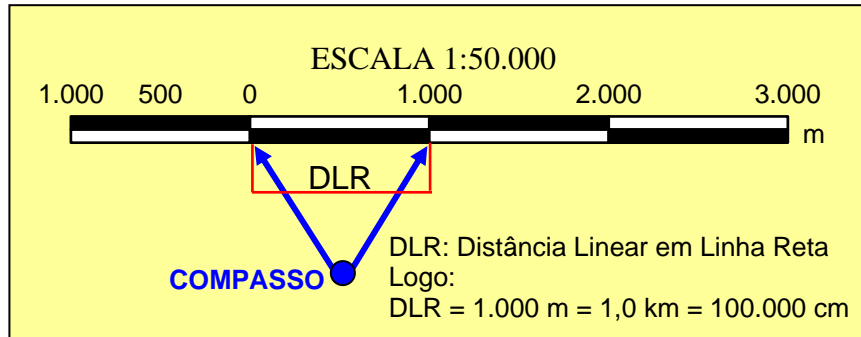 ESCALA 1:50.000
1.000 500 0 1.000 2.000 3.000
m
DLR
COMPASSO
DLR: Distância Linear em Linha Reta
Logo:
DLR = 1.000 m = 1,0 km = 100.000 cm